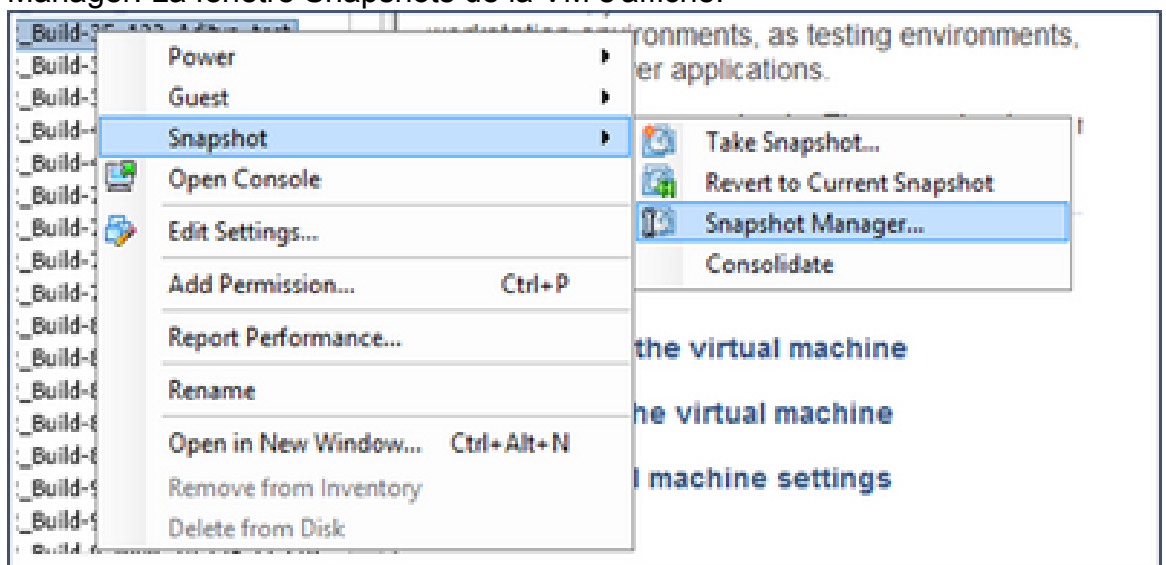 Manager. La fenêtre Snapshots de la VM s'affiche.
_Build-
Power
Guest
Snapshot
Open Console
Edit Settings...
Add Permission... Ctrl+P
Report Performance...
Rename
Open in New Window... Ctrl+Alt+N
Remove from Inventory
Delete from Disk
Take Snapshot...
Revert to Current Snapshot
Snapshot Manager...
Consolidate
environments, as testing environments,
er applications.
the virtual machine
he virtual machine
l machine settings